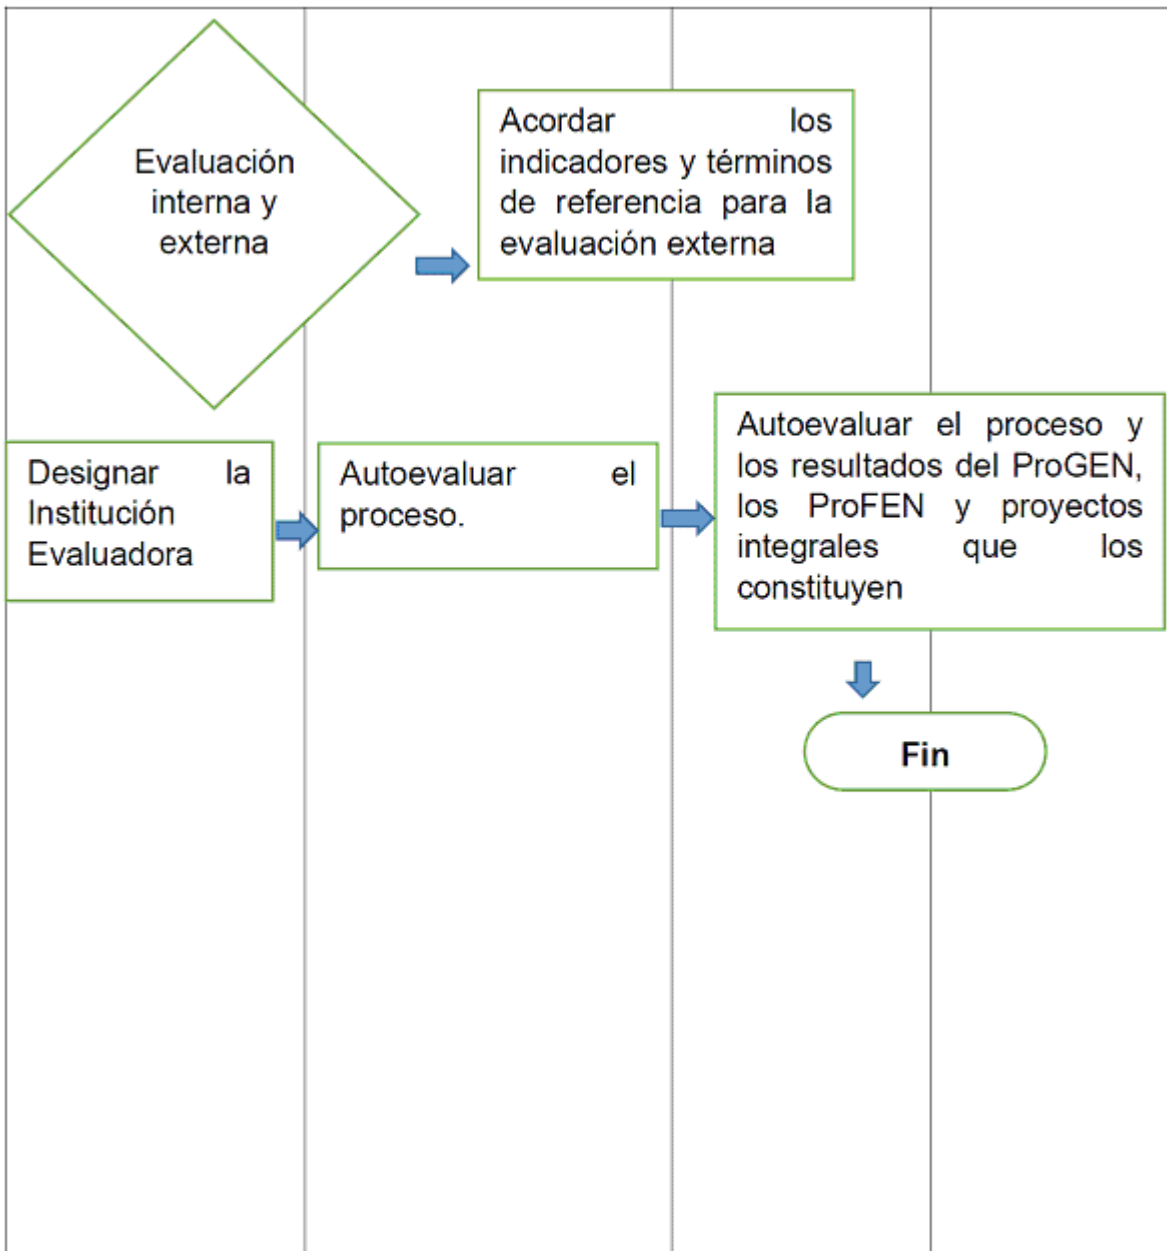 Evaluación
interna y
externa
Acordar los
indicadores y términos
de referencia para la
evaluación externa
Designar la
Institución
Evaluadora
Autoevaluar el
proceso.
Autoevaluar el proceso y
los resultados del ProGEN,
los ProFEN y proyectos
integrales que los
constituyen
Fin